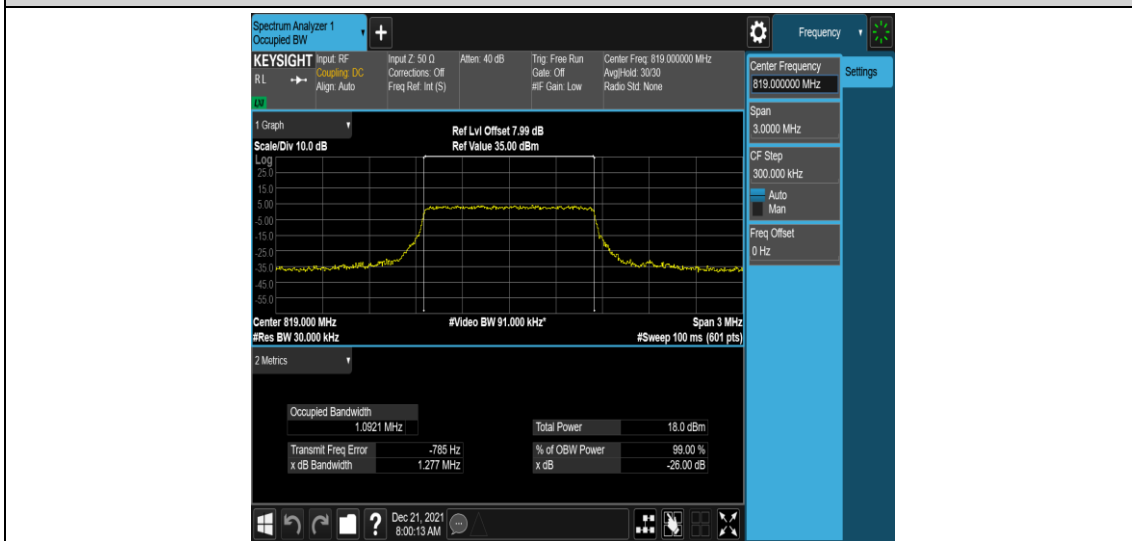 Spectrum Analyzer 1
Occupied BW
+
Frequency
KEYSIGHT
RL
Input: RF
Coupling: DC
Align: Auto
Input Z: 50 Ω
Corrections: Off
Freq Ref: Int (S)
Atten: 40 dB
Trig: Free Run
Gate: Off
#IF Gain: Low
Center Freq: 819.000000 MHz
Avg|Hold: 30/30
Radio Std: None
Center Frequency
819.000000 MHz
Settings
Span
3.0000 MHz
CF Step
300.000 kHz
Auto
Man
Freq Offset
0 Hz
1 Graph
Scale/Div 10.0 dB
Ref Lvl Offset 7.99 dB
Ref Value 35.00 dBm
Log
25.0
15.0
5.00
-5.00
-15.0
-25.0
-35.0
-45.0
-55.0
Center 819.000 MHz
#Video BW 91.000 kHz*
Span 3 MHz
#Res BW 30.000 kHz
#Sweep 100 ms (601 pts)
2 Metrics
Occupied Bandwidth
1.0921 MHz
Total Power 18.0 dBm
Transmit Freq Error -785 Hz
% of OBW Power 99.00 %
x dB Bandwidth 1.277 MHz
x dB -26.00 dB
?
Dec 21, 2021
8:00:13 AM